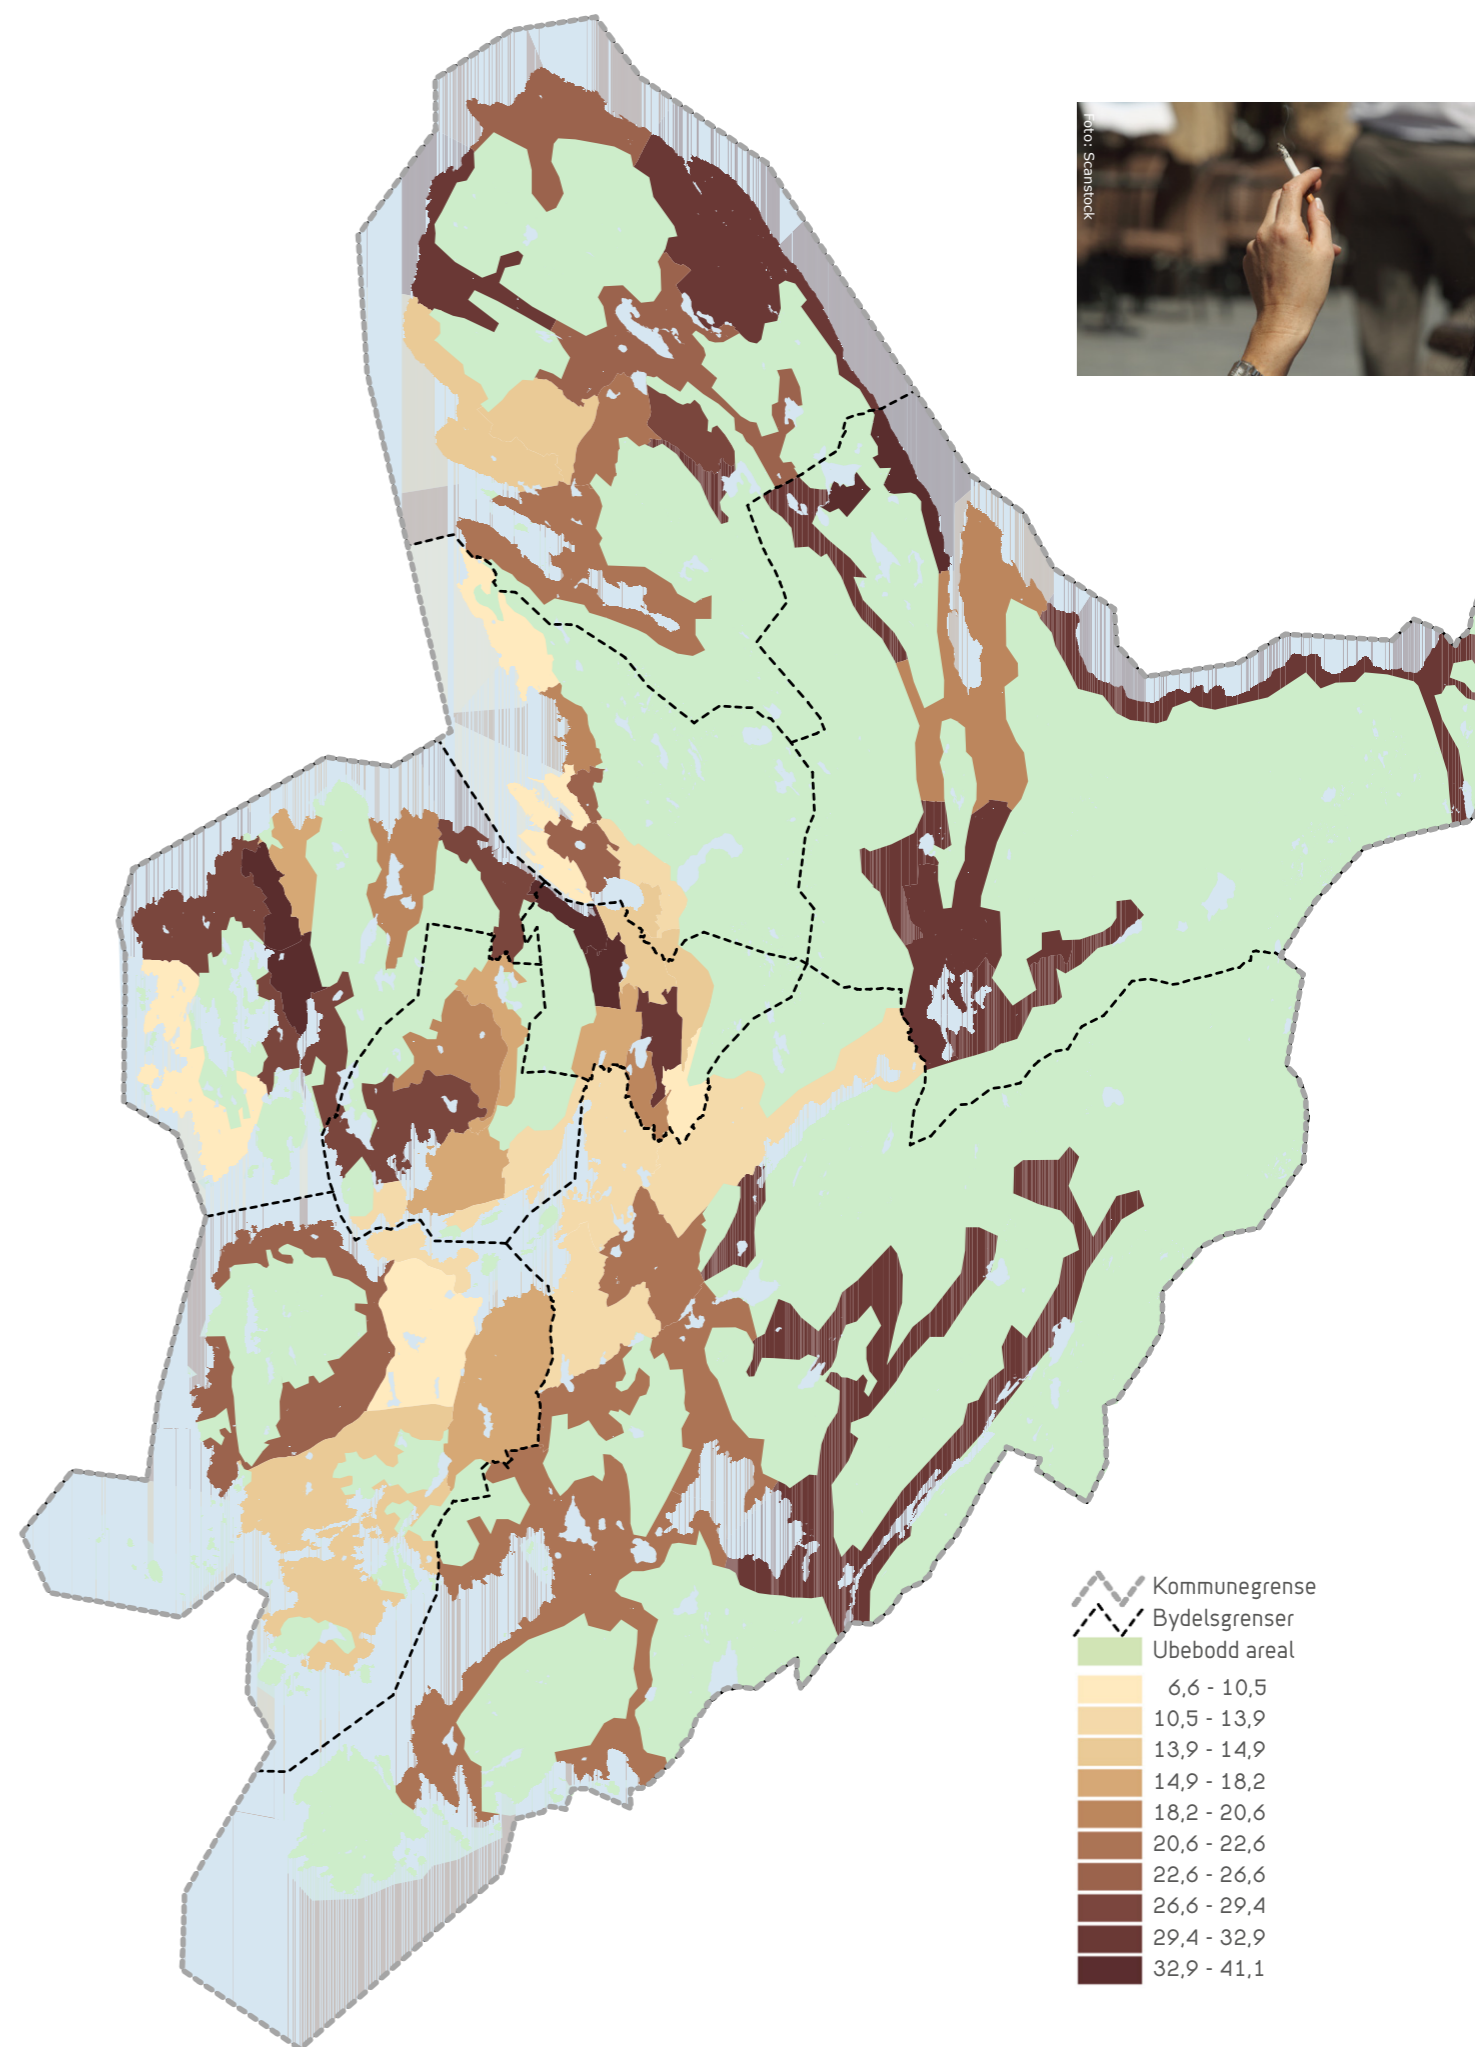 Foto: Scanstock
Kommunegrense
Bydelsgrenser
Ubebodd areal
6,6 - 10,5
10,5 - 13,9
13,9 - 14,9
14,9 - 18,2
18,2 - 20,6
20,6 - 22,6
22,6 - 26,6
26,6 - 29,4
29,4 - 32,9
32,9 - 41,1